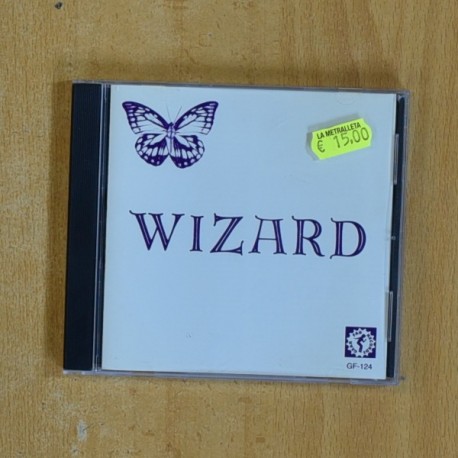 LA METRALLETA
€ 15,00
WIZARD
GF-124